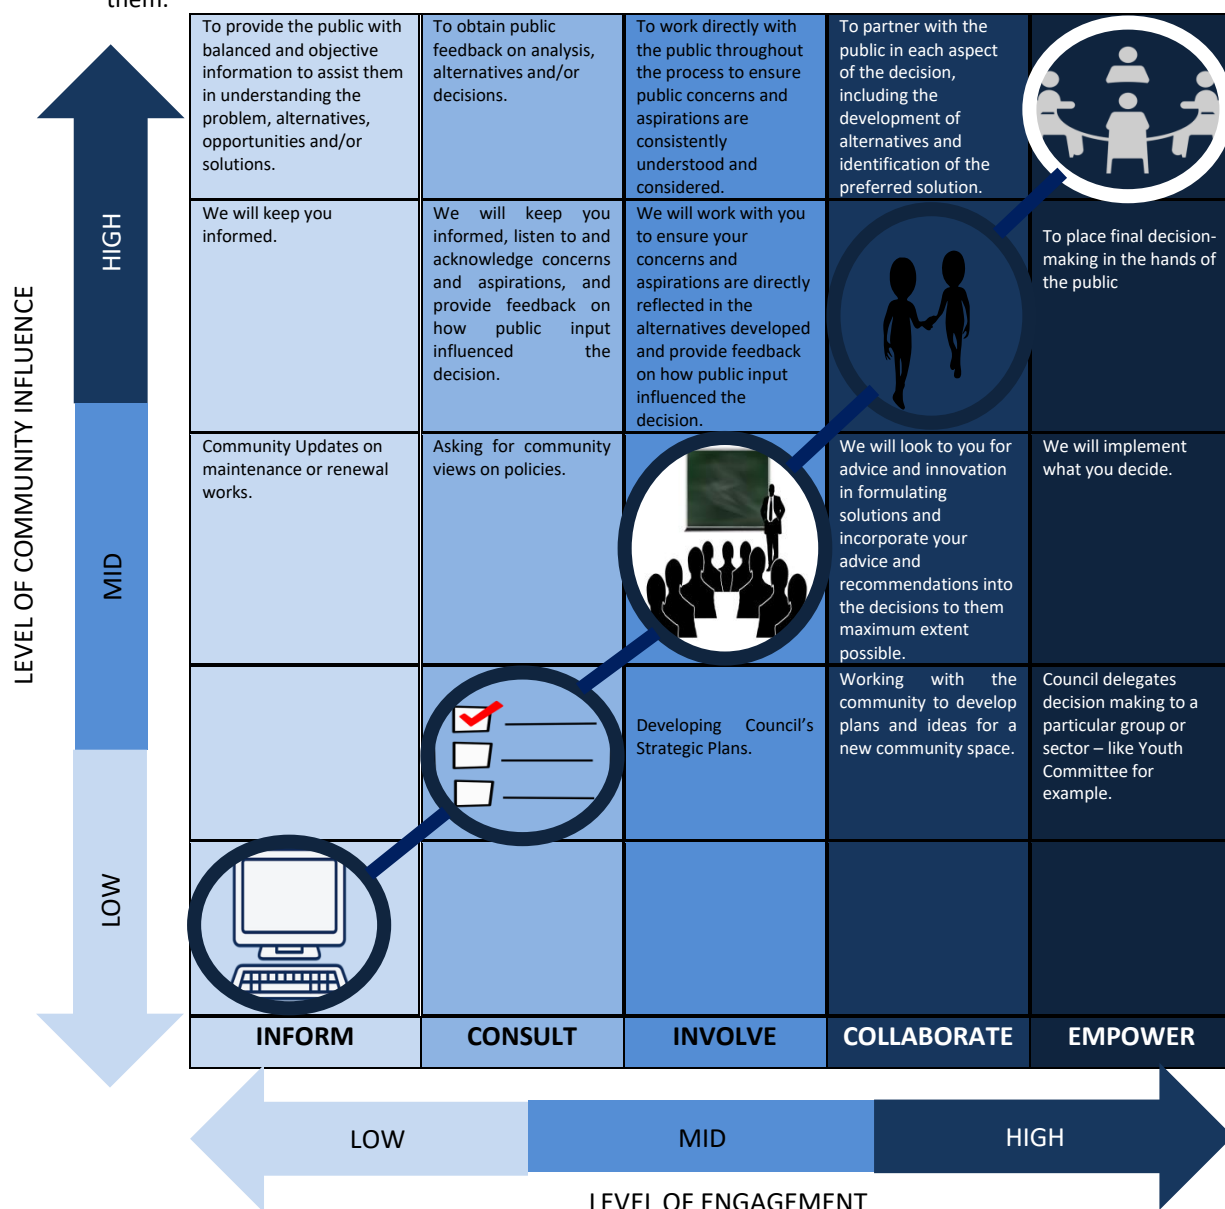 them.
To provide the public with
balanced and objective
information to assist them
in understanding the
problem, alternatives,
opportunities and/or
solutions.
To obtain public
feedback on analysis,
alternatives and/or
decisions.
To work directly with
the public throughout
the process to ensure
public concerns and
aspirations are
consistently
understood and
considered.
To partner with the
public in each aspect
of the decision,
including the
development of
alternatives and
identification of the
preferred solution.
We will keep you
informed.
We will keep you
informed, listen to and
acknowledge concerns
and aspirations, and
provide feedback on
how public input
influenced the
decision.
We will work with you
to ensure your
concerns and
aspirations are directly
reflected in the
alternatives developed
and provide feedback
on how public input
influenced the
decision.
To place final decision-
making in the hands of
the public
Community Updates on
maintenance or renewal
works.
Asking for community
views on policies.
We will look to you for
advice and innovation
in formulating
solutions and
incorporate your
advice and
recommendations into
the decisions to them
maximum extent
possible.
We will implement
what you decide.
Developing Council's
Strategic Plans.
Working with the
community to develop
plans and ideas for a
new community space.
Council delegates
decision making to a
particular group or
sector – like Youth
Committee for
example.
INFORM
CONSULT
INVOLVE
COLLABORATE
EMPOWER
LEVEL OF COMMUNITY INFLUENCE
HIGH
MID
LOW
LOW
MID
HIGH
LEVEL OF ENGAGEMENT